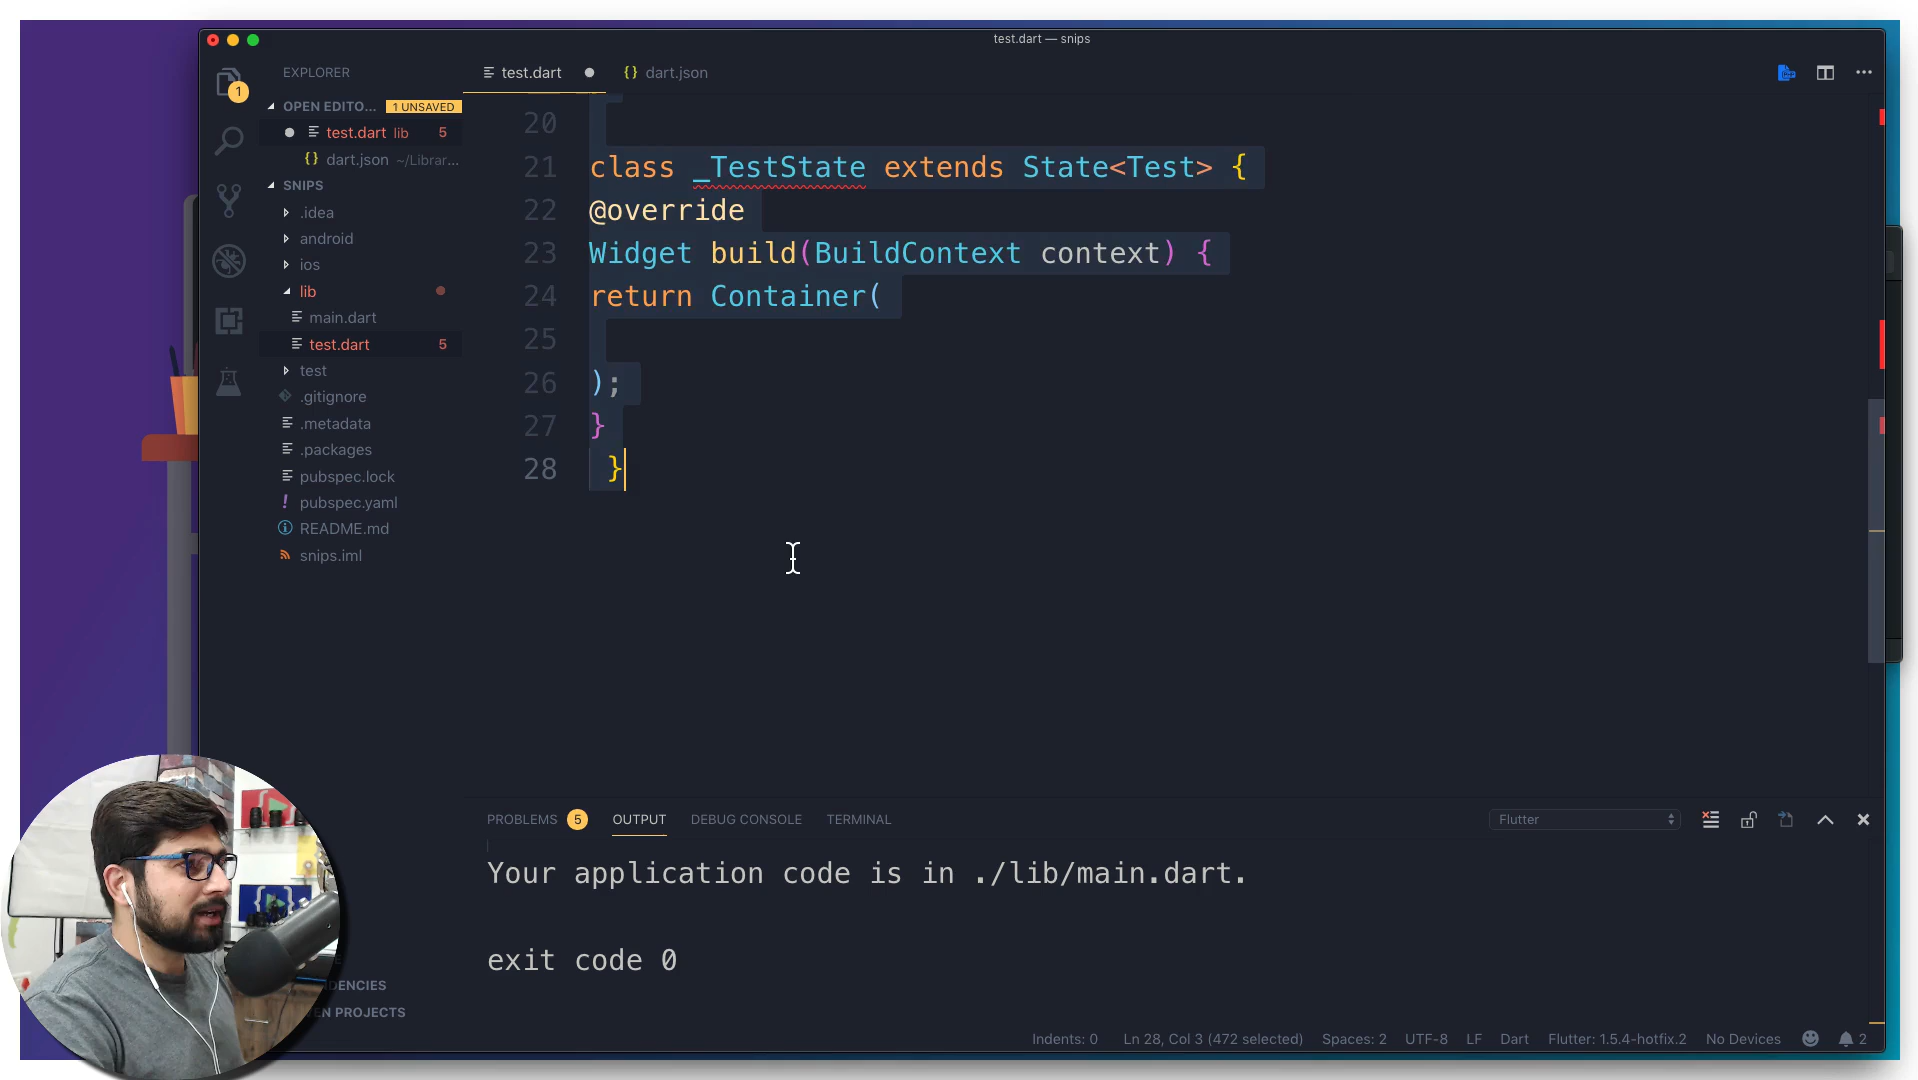 test.dart — snips
EXPLORER
OPEN EDITO... 1 UNSAVED
test.dart lib 5
dart.json ~/Librar...
SNIPS
.idea
android
ios
lib
main.dart
test.dart 5
test
.gitignore
.metadata
.packages
pubspec.lock
pubspec.yaml
README.md
snips.iml
DENCIES
EN PROJECTS
1
test.dart
{} dart.json
20
21 class _TestState extends State<Test> {
22 @override
23 Widget build(BuildContext context) {
24 return Container(
25
26 );
27 }
28 }
PROBLEMS 5 OUTPUT DEBUG CONSOLE TERMINAL Flutter
Your application code is in ./lib/main.dart.
exit code 0
Indents: 0 Ln 28, Col 3 (472 selected) Spaces: 2 UTF-8 LF Dart Flutter: 1.5.4-hotfix.2 No Devices 2